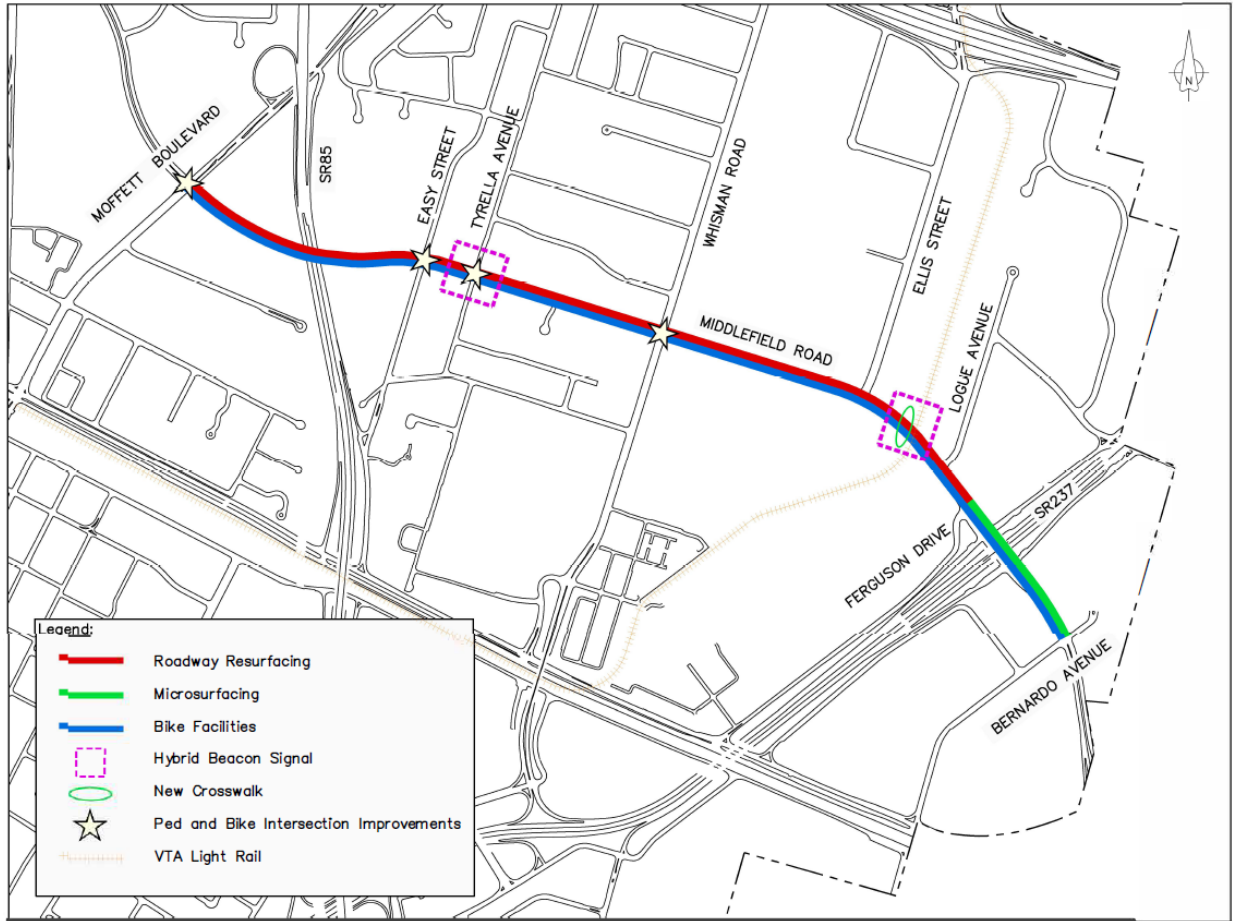 N
MOFFETT BOULEVARD
SR85
EASY STREET
TYRELLA AVENUE
WHISMAN ROAD
ELLIS STREET
MIDDLEFIELD ROAD
LOGUE AVENUE
SR237
FERGUSON DRIVE
BERNARDO AVENUE
Legend:
Roadway Resurfacing
Microsurfacing
Bike Facilities
Hybrid Beacon Signal
New Crosswalk
Ped and Bike Intersection Improvements
VTA Light Rail